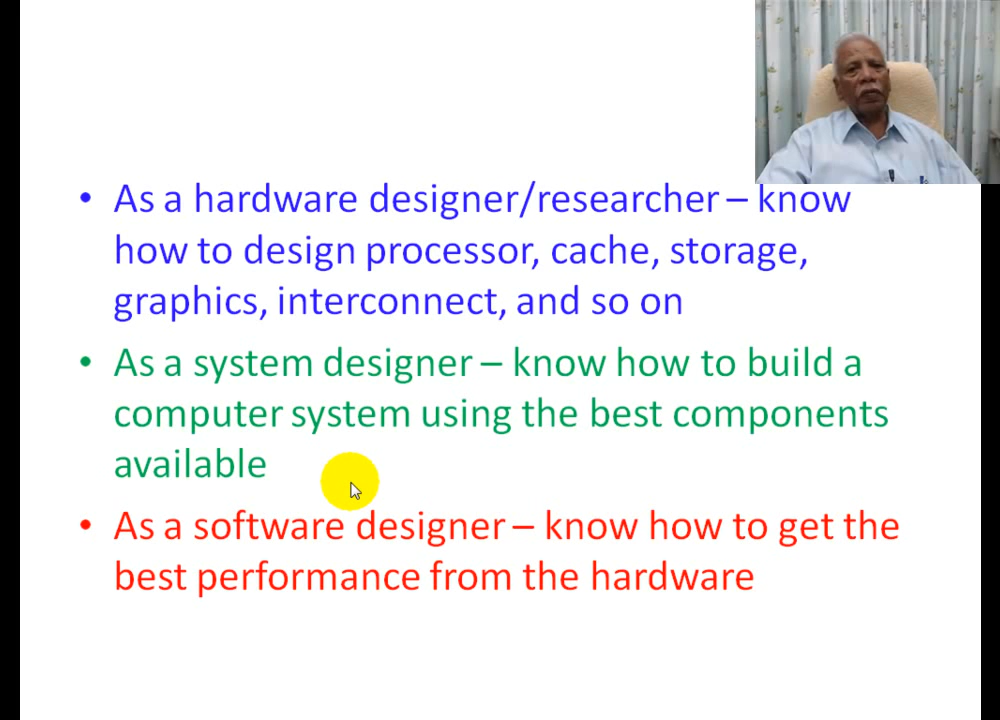 • As a hardware designer/researcher – know
how to design processor, cache, storage,
graphics, interconnect, and so on
• As a system designer – know how to build a
computer system using the best components
available
• As a software designer – know how to get the
best performance from the hardware